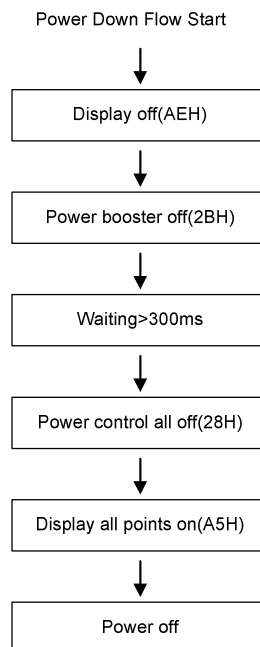 Power Down Flow Start
Display off(AEH)
Power booster off(2BH)
Waiting>300ms
Power control all off(28H)
Display all points on(A5H)
Power off